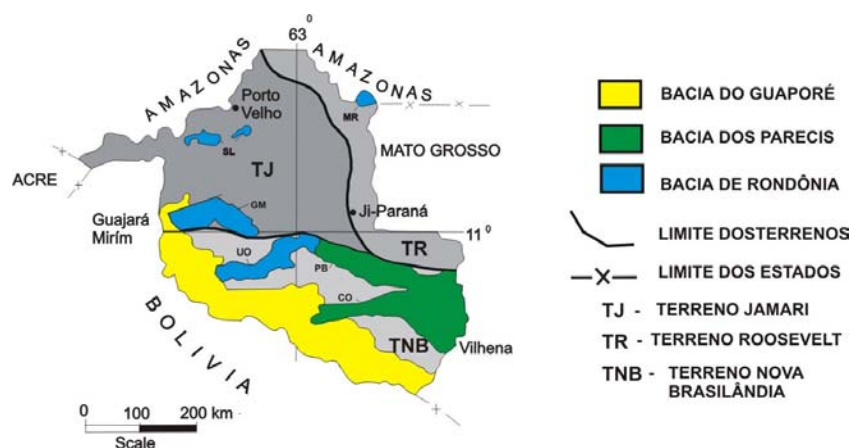 63 0
AMAZONAS
AMAZONAS
Porto
Velho
MR
SL
MATO GROSSO
TJ
ACRE
GM
Ji-Paraná
Guajará
Mirím
11 0
UO
TR
PB
CO
BOLIVIA
TNB
Vilhena
0 100 200 km
Scale
BACIA DO GUAPORÉ
BACIA DOS PARECIS
BACIA DE RONDÔNIA
LIMITE DOSTERRENOS
LIMITE DOS ESTADOS
TJ - TERRENO JAMARI
TR - TERRENO ROOSEVELT
TNB - TERRENO NOVA
BRASILÂNDIA